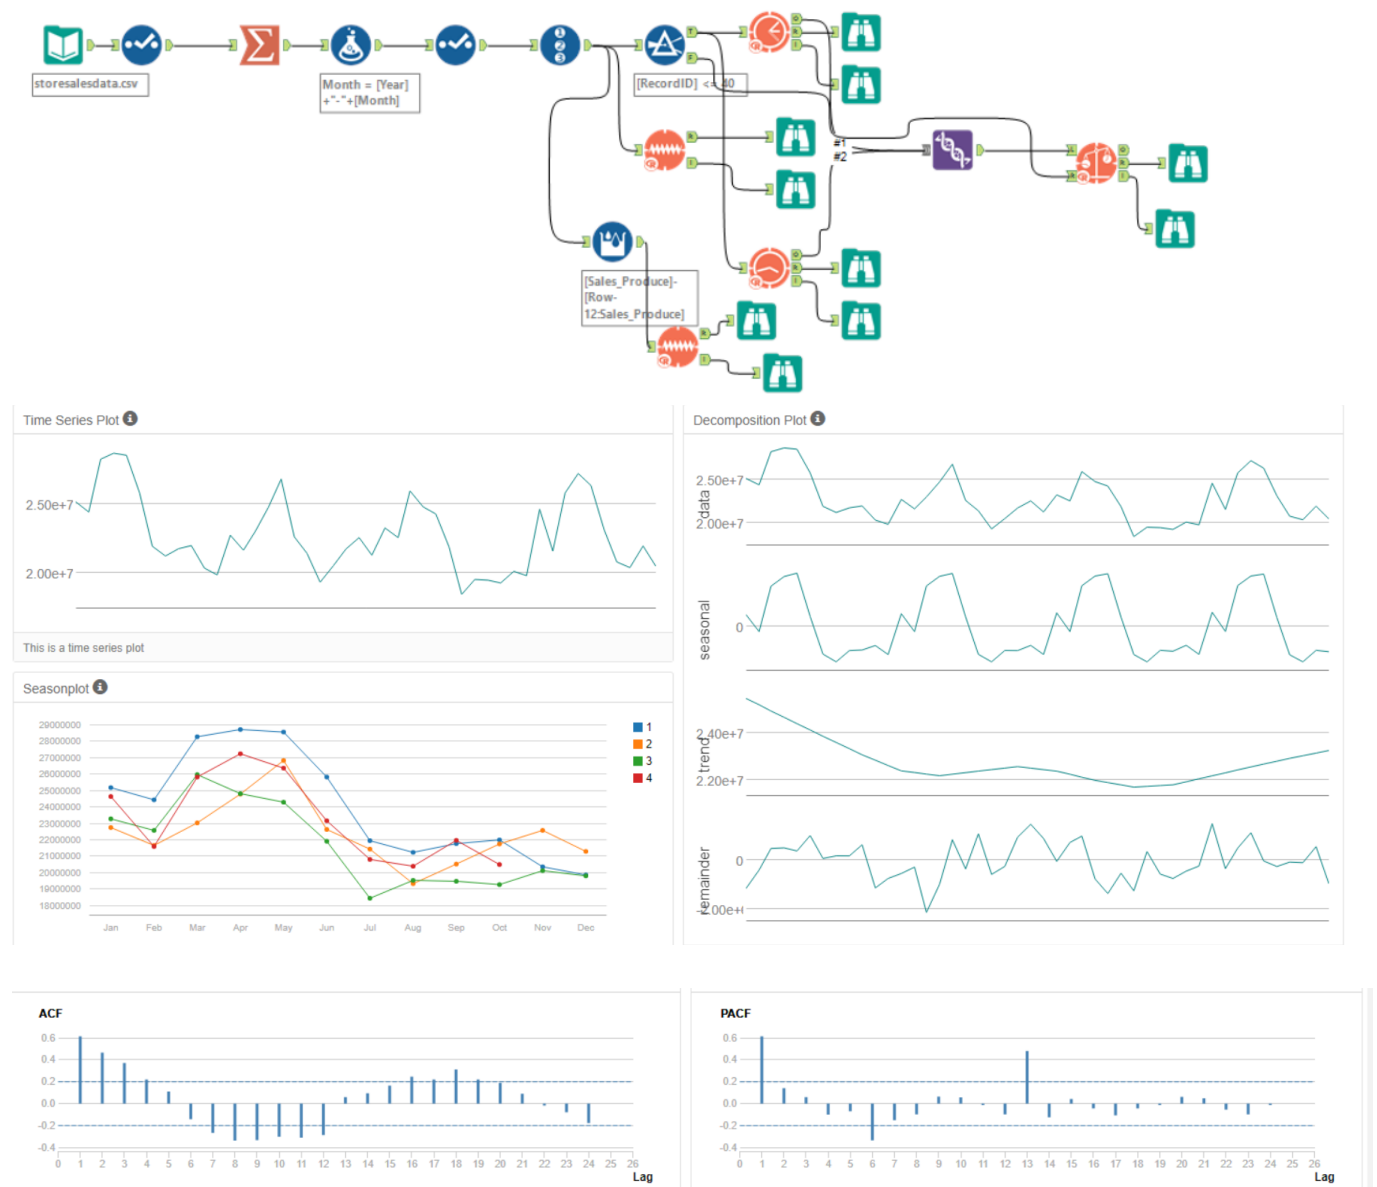 storesalesdata.csv
Month = [Year]
+"-"+[Month]
1
2
3
[RecordID] <= 40
T
F
O
R
I
R
I
#1
#2
L
R
O
R
I
[Sales_Produce]-
[Row-
12:Sales_Produce]
O
R
I
R
I
Time Series Plot
2.50e+7
2.00e+7
This is a time series plot
Seasonplot
29000000
28000000
27000000
26000000
25000000
24000000
23000000
22000000
21000000
20000000
19000000
18000000
Jan Feb Mar Apr May Jun Jul Aug Sep Oct Nov Dec
1
2
3
4
Decomposition Plot
data
2.50e+7
2.00e+7
seasonal
0
trend
2.40e+7
2.20e+7
remainder
0
ACF
0.6
0.4
0.2
0.0
-0.2
-0.4
0 1 2 3 4 5 6 7 8 9 10 11 12 13 14 15 16 17 18 19 20 21 22 23 24 25 26
Lag
PACF
0.6
0.4
0.2
0.0
-0.2
-0.4
0 1 2 3 4 5 6 7 8 9 10 11 12 13 14 15 16 17 18 19 20 21 22 23 24 25 26
Lag